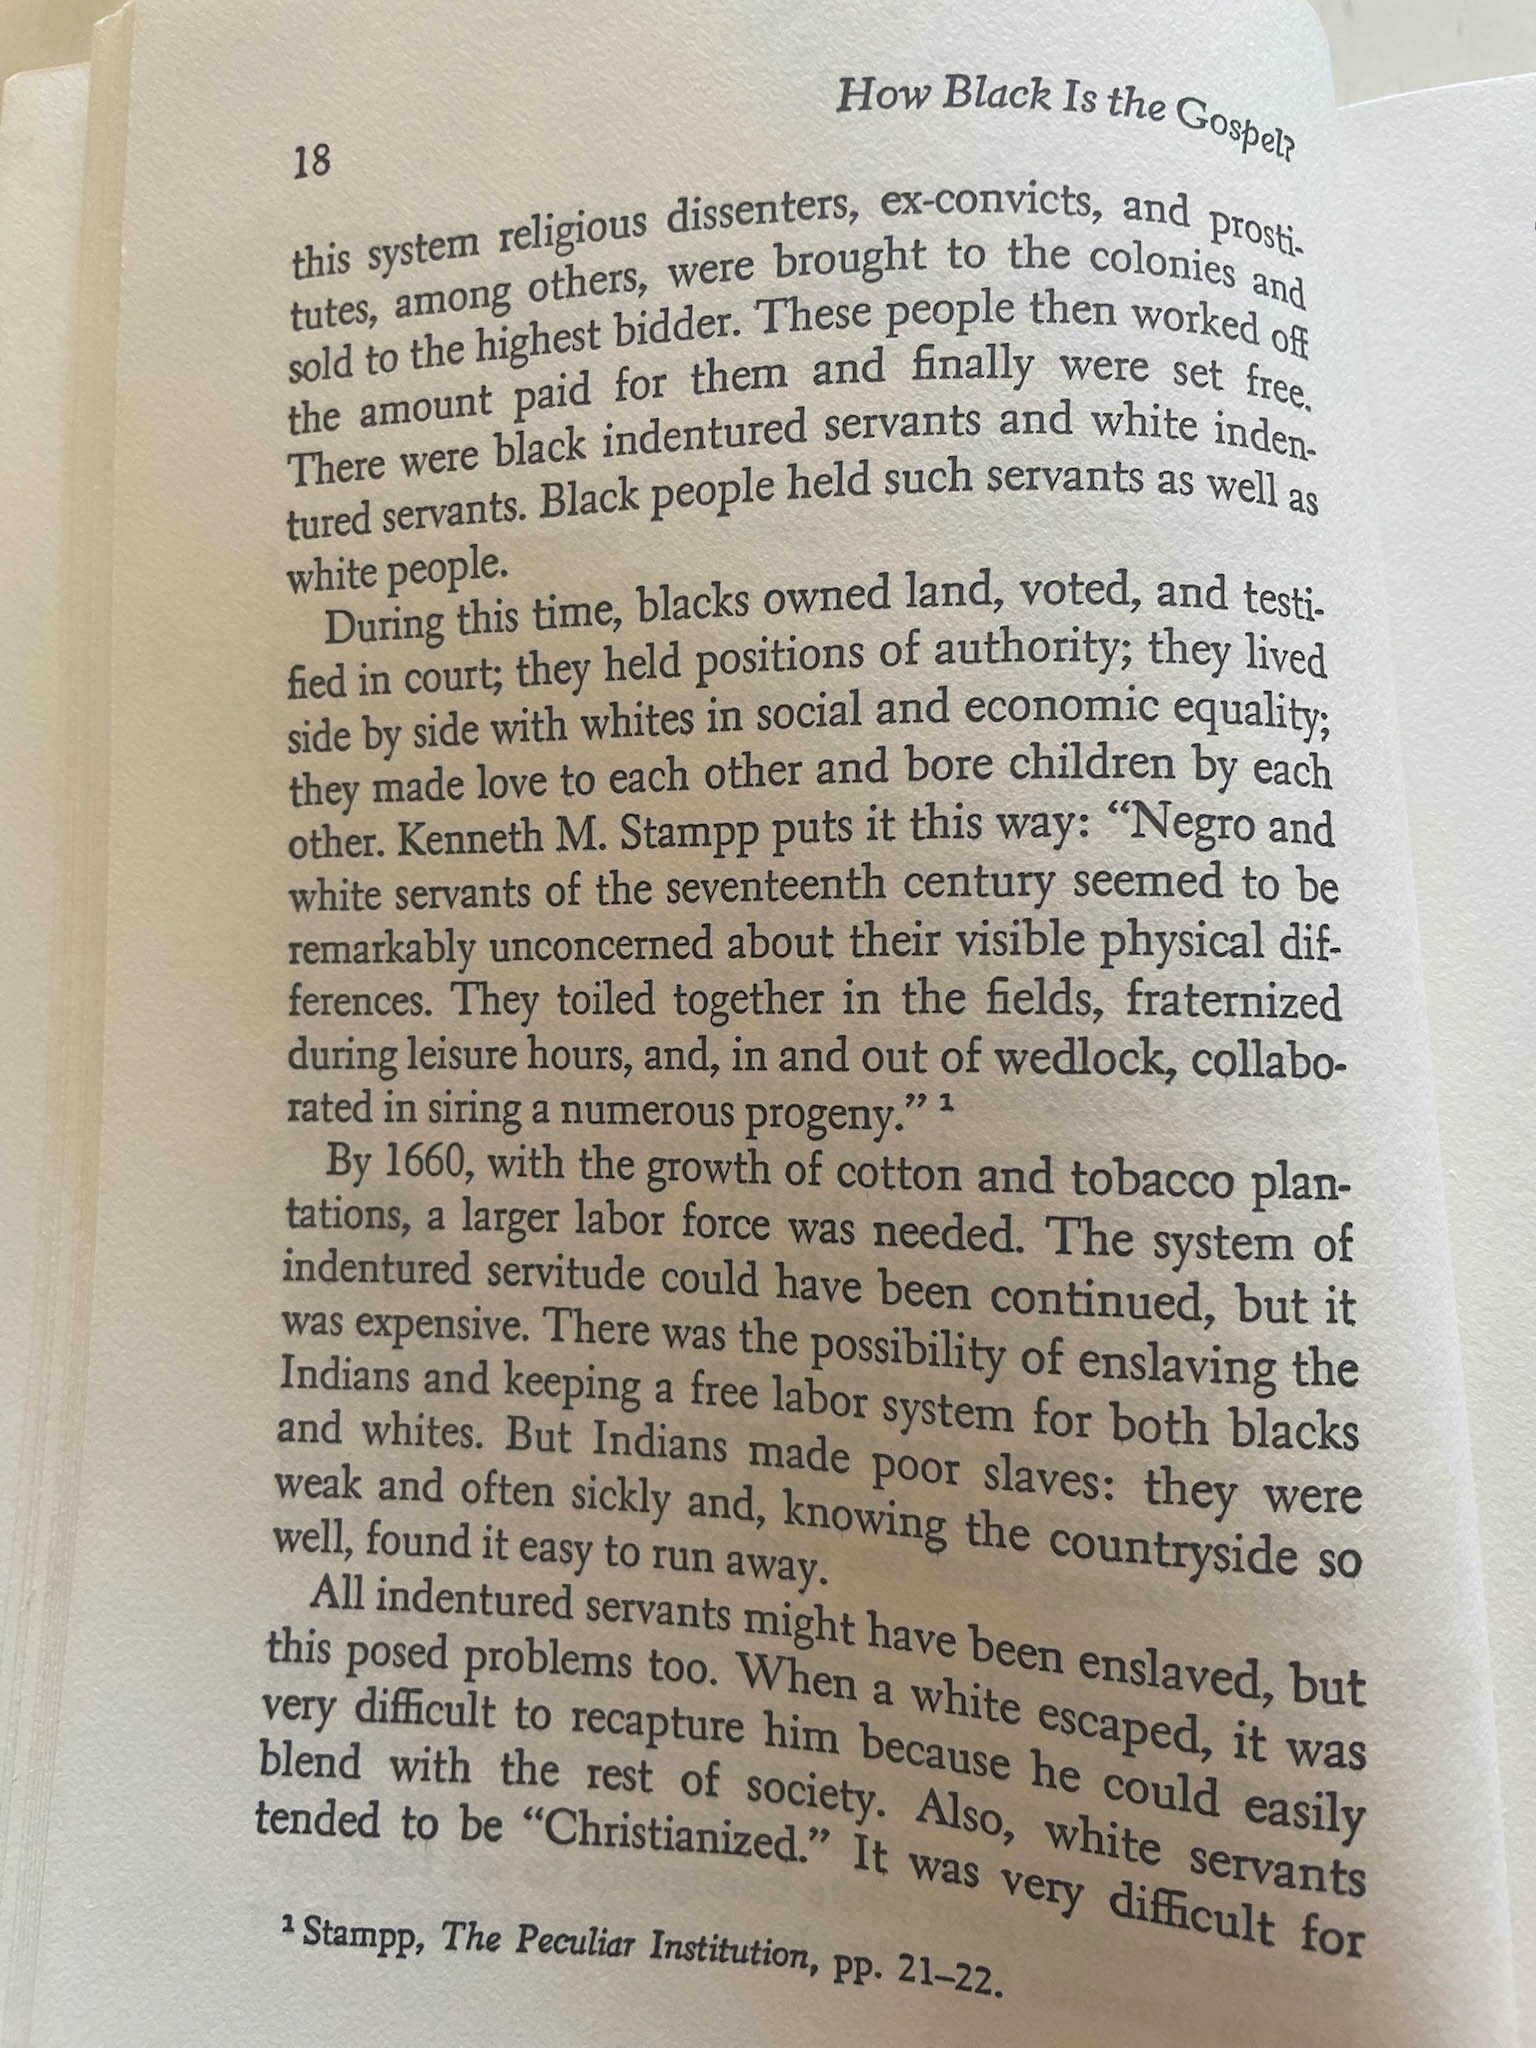 How Black Is the Gospel?
18
this system religious dissenters, ex-convicts, and prosti-
tutes, among others, were brought to the colonies and
sold to the highest bidder. These people then worked off
the amount paid for them and finally were set free.
There were black indentured servants and white inden-
tured servants. Black people held such servants as well as
white people.
During this time, blacks owned land, voted, and testi-
fied in court; they held positions of authority; they lived
side by side with whites in social and economic equality;
they made love to each other and bore children by each
other. Kenneth M. Stampp puts it this way: “Negro and
white servants of the seventeenth century seemed to be
remarkably unconcerned about their visible physical dif-
ferences. They toiled together in the fields, fraternized
during leisure hours, and, in and out of wedlock, collabo-
rated in siring a numerous progeny.” ¹
By 1660, with the growth of cotton and tobacco plan-
tations, a larger labor force was needed. The system of
indentured servitude could have been continued, but it
was expensive. There was the possibility of enslaving the
Indians and keeping a free labor system for both blacks
and whites. But Indians made poor slaves: they were
weak and often sickly and, knowing the countryside so
well, found it easy to run away.
All indentured servants might have been enslaved, but
this posed problems too. When a white escaped, it was
very difficult to recapture him because he could easily
blend with the rest of society. Also, white servants
tended to be “Christianized.” It was very difficult for
¹ Stampp, The Peculiar Institution, pp. 21–22.